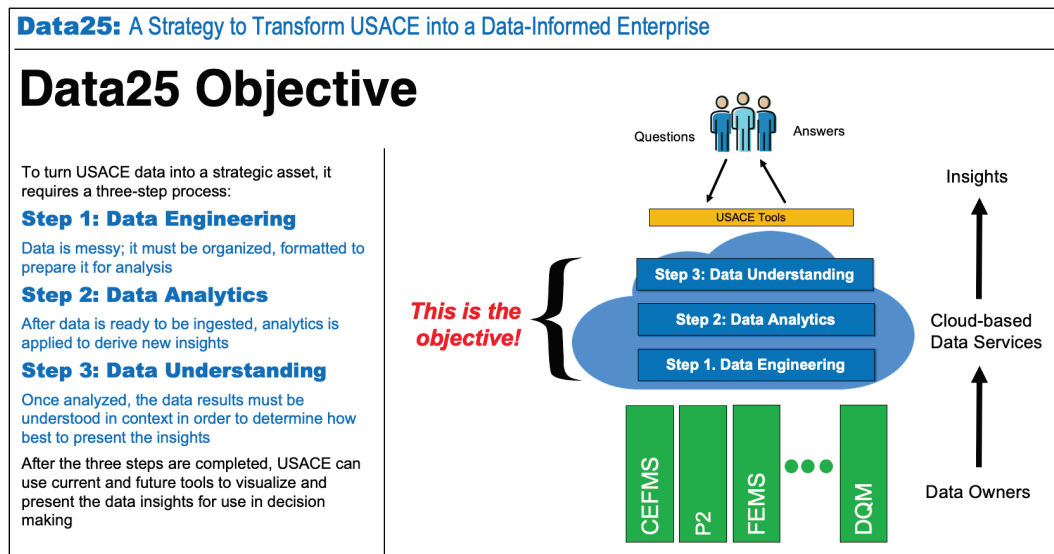 Data25: A Strategy to Transform USACE into a Data-Informed Enterprise
Data25 Objective
To turn USACE data into a strategic asset, it
requires a three-step process:
Step 1: Data Engineering
Data is messy; it must be organized, formatted to
prepare it for analysis
Step 2: Data Analytics
After data is ready to be ingested, analytics is
applied to derive new insights
Step 3: Data Understanding
Once analyzed, the data results must be
understood in context in order to determine how
best to present the insights
After the three steps are completed, USACE can
use current and future tools to visualize and
present the data insights for use in decision
making
This is the
objective!
Questions
Answers
USACE Tools
Step 3: Data Understanding
Step 2: Data Analytics
Step 1. Data Engineering
CEFMS
P2
FEMS
DQM
Insights
Cloud-based
Data Services
Data Owners